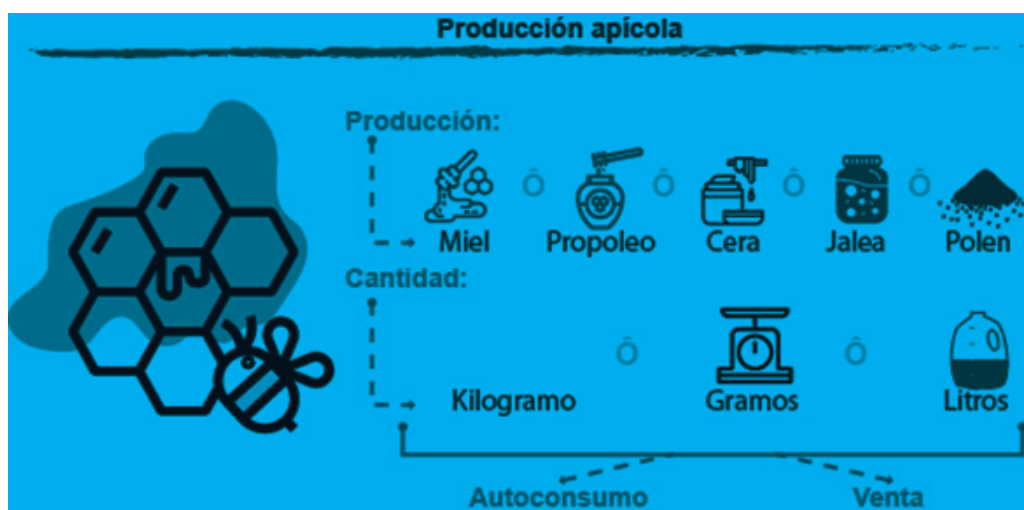 Producción apícola
Producción:
Ô Ô Ô Ô
Miel Propoleo Cera Jalea Polen
Cantidad:
Ô Ô
Kilogramo Gramos Litros
Autoconsumo Venta